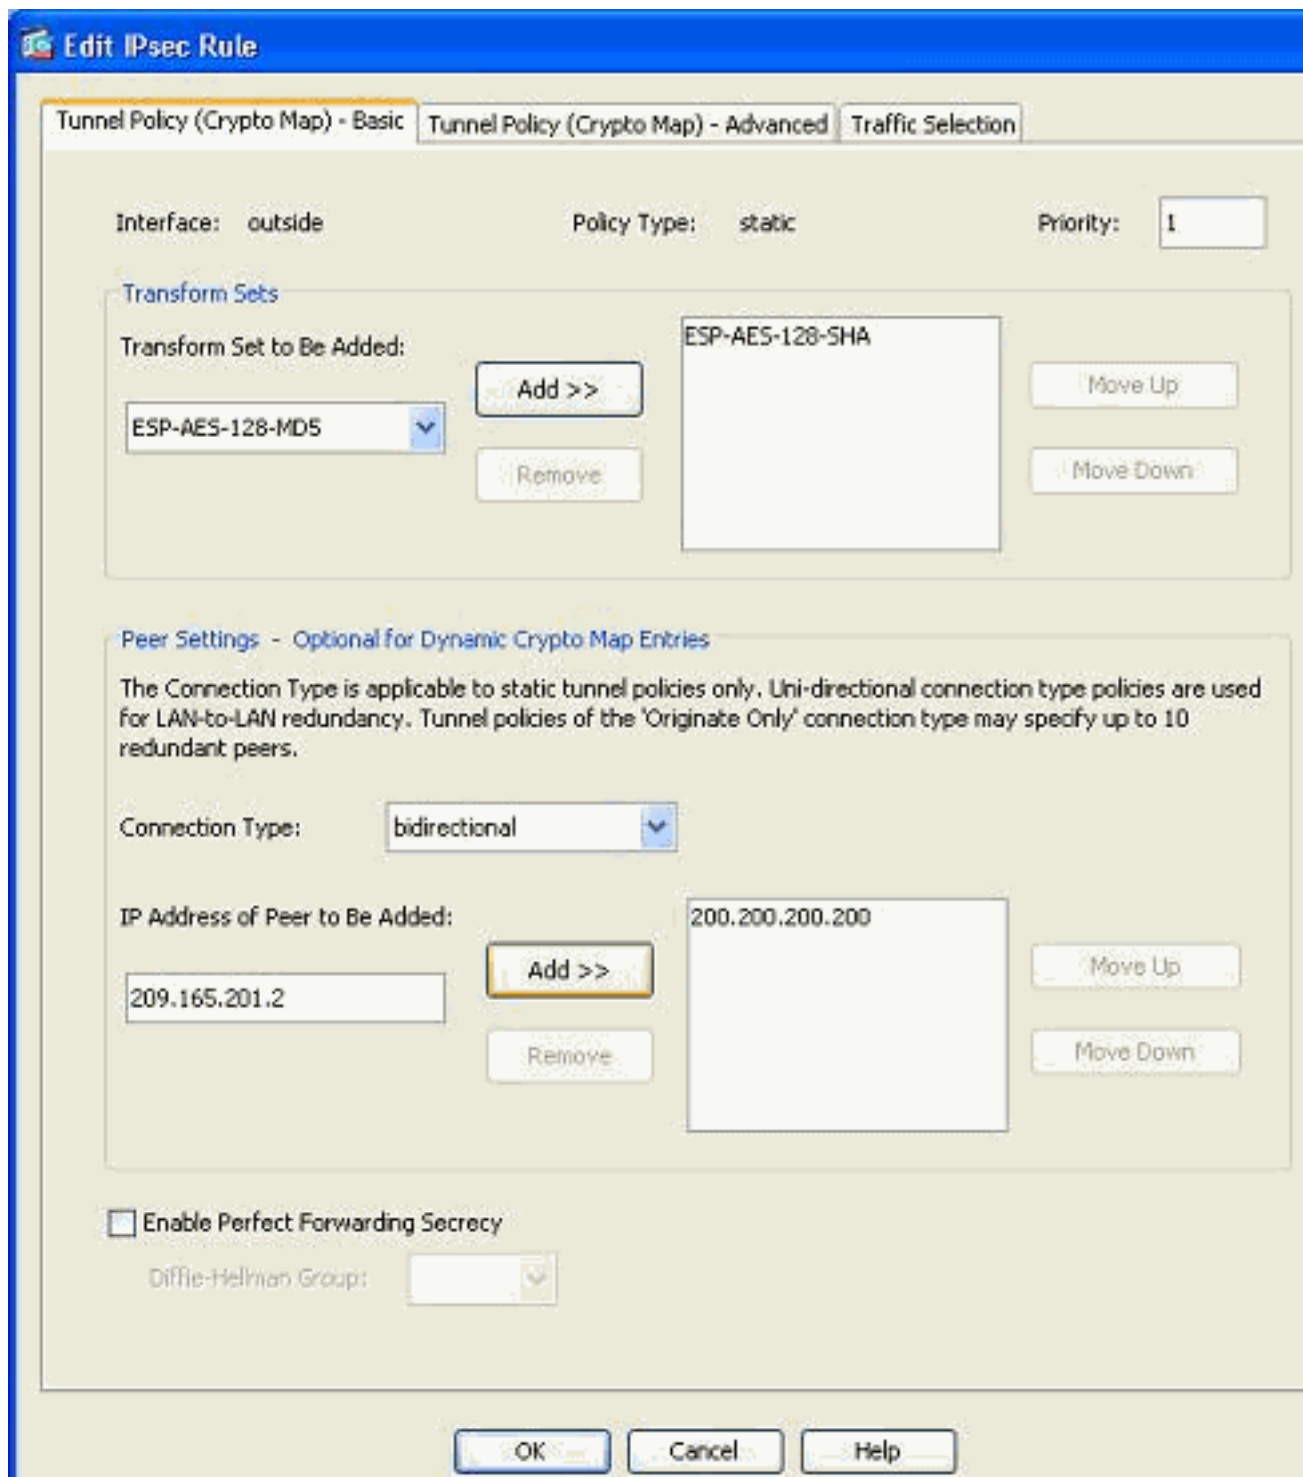 Edit IPsec Rule
Tunnel Policy (Crypto Map) - Basic
Tunnel Policy (Crypto Map) - Advanced
Traffic Selection
Interface: outside
Policy Type: static
Priority: 1
Transform Sets
Transform Set to Be Added:
ESP-AES-128-MD5
Add >>
Remove
ESP-AES-128-SHA
Move Up
Move Down
Peer Settings - Optional for Dynamic Crypto Map Entries
The Connection Type is applicable to static tunnel policies only. Uni-directional connection type policies are used
for LAN-to-LAN redundancy. Tunnel policies of the 'Originate Only' connection type may specify up to 10
redundant peers.
Connection Type: bidirectional
IP Address of Peer to Be Added:
209.165.201.2
Add >>
Remove
200.200.200.200
Move Up
Move Down
Enable Perfect Forwarding Secrecy
Diffie-Hellman Group:
OK
Cancel
Help